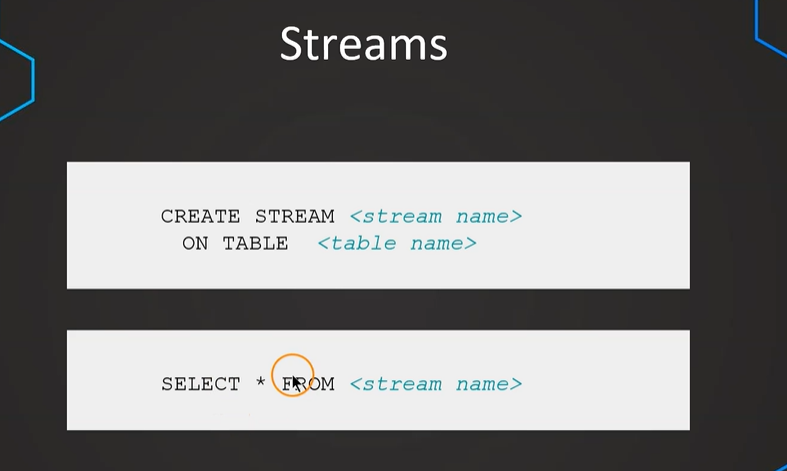 Streams
CREATE STREAM <stream name>
ON TABLE <table name>
SELECT * FROM <stream name>